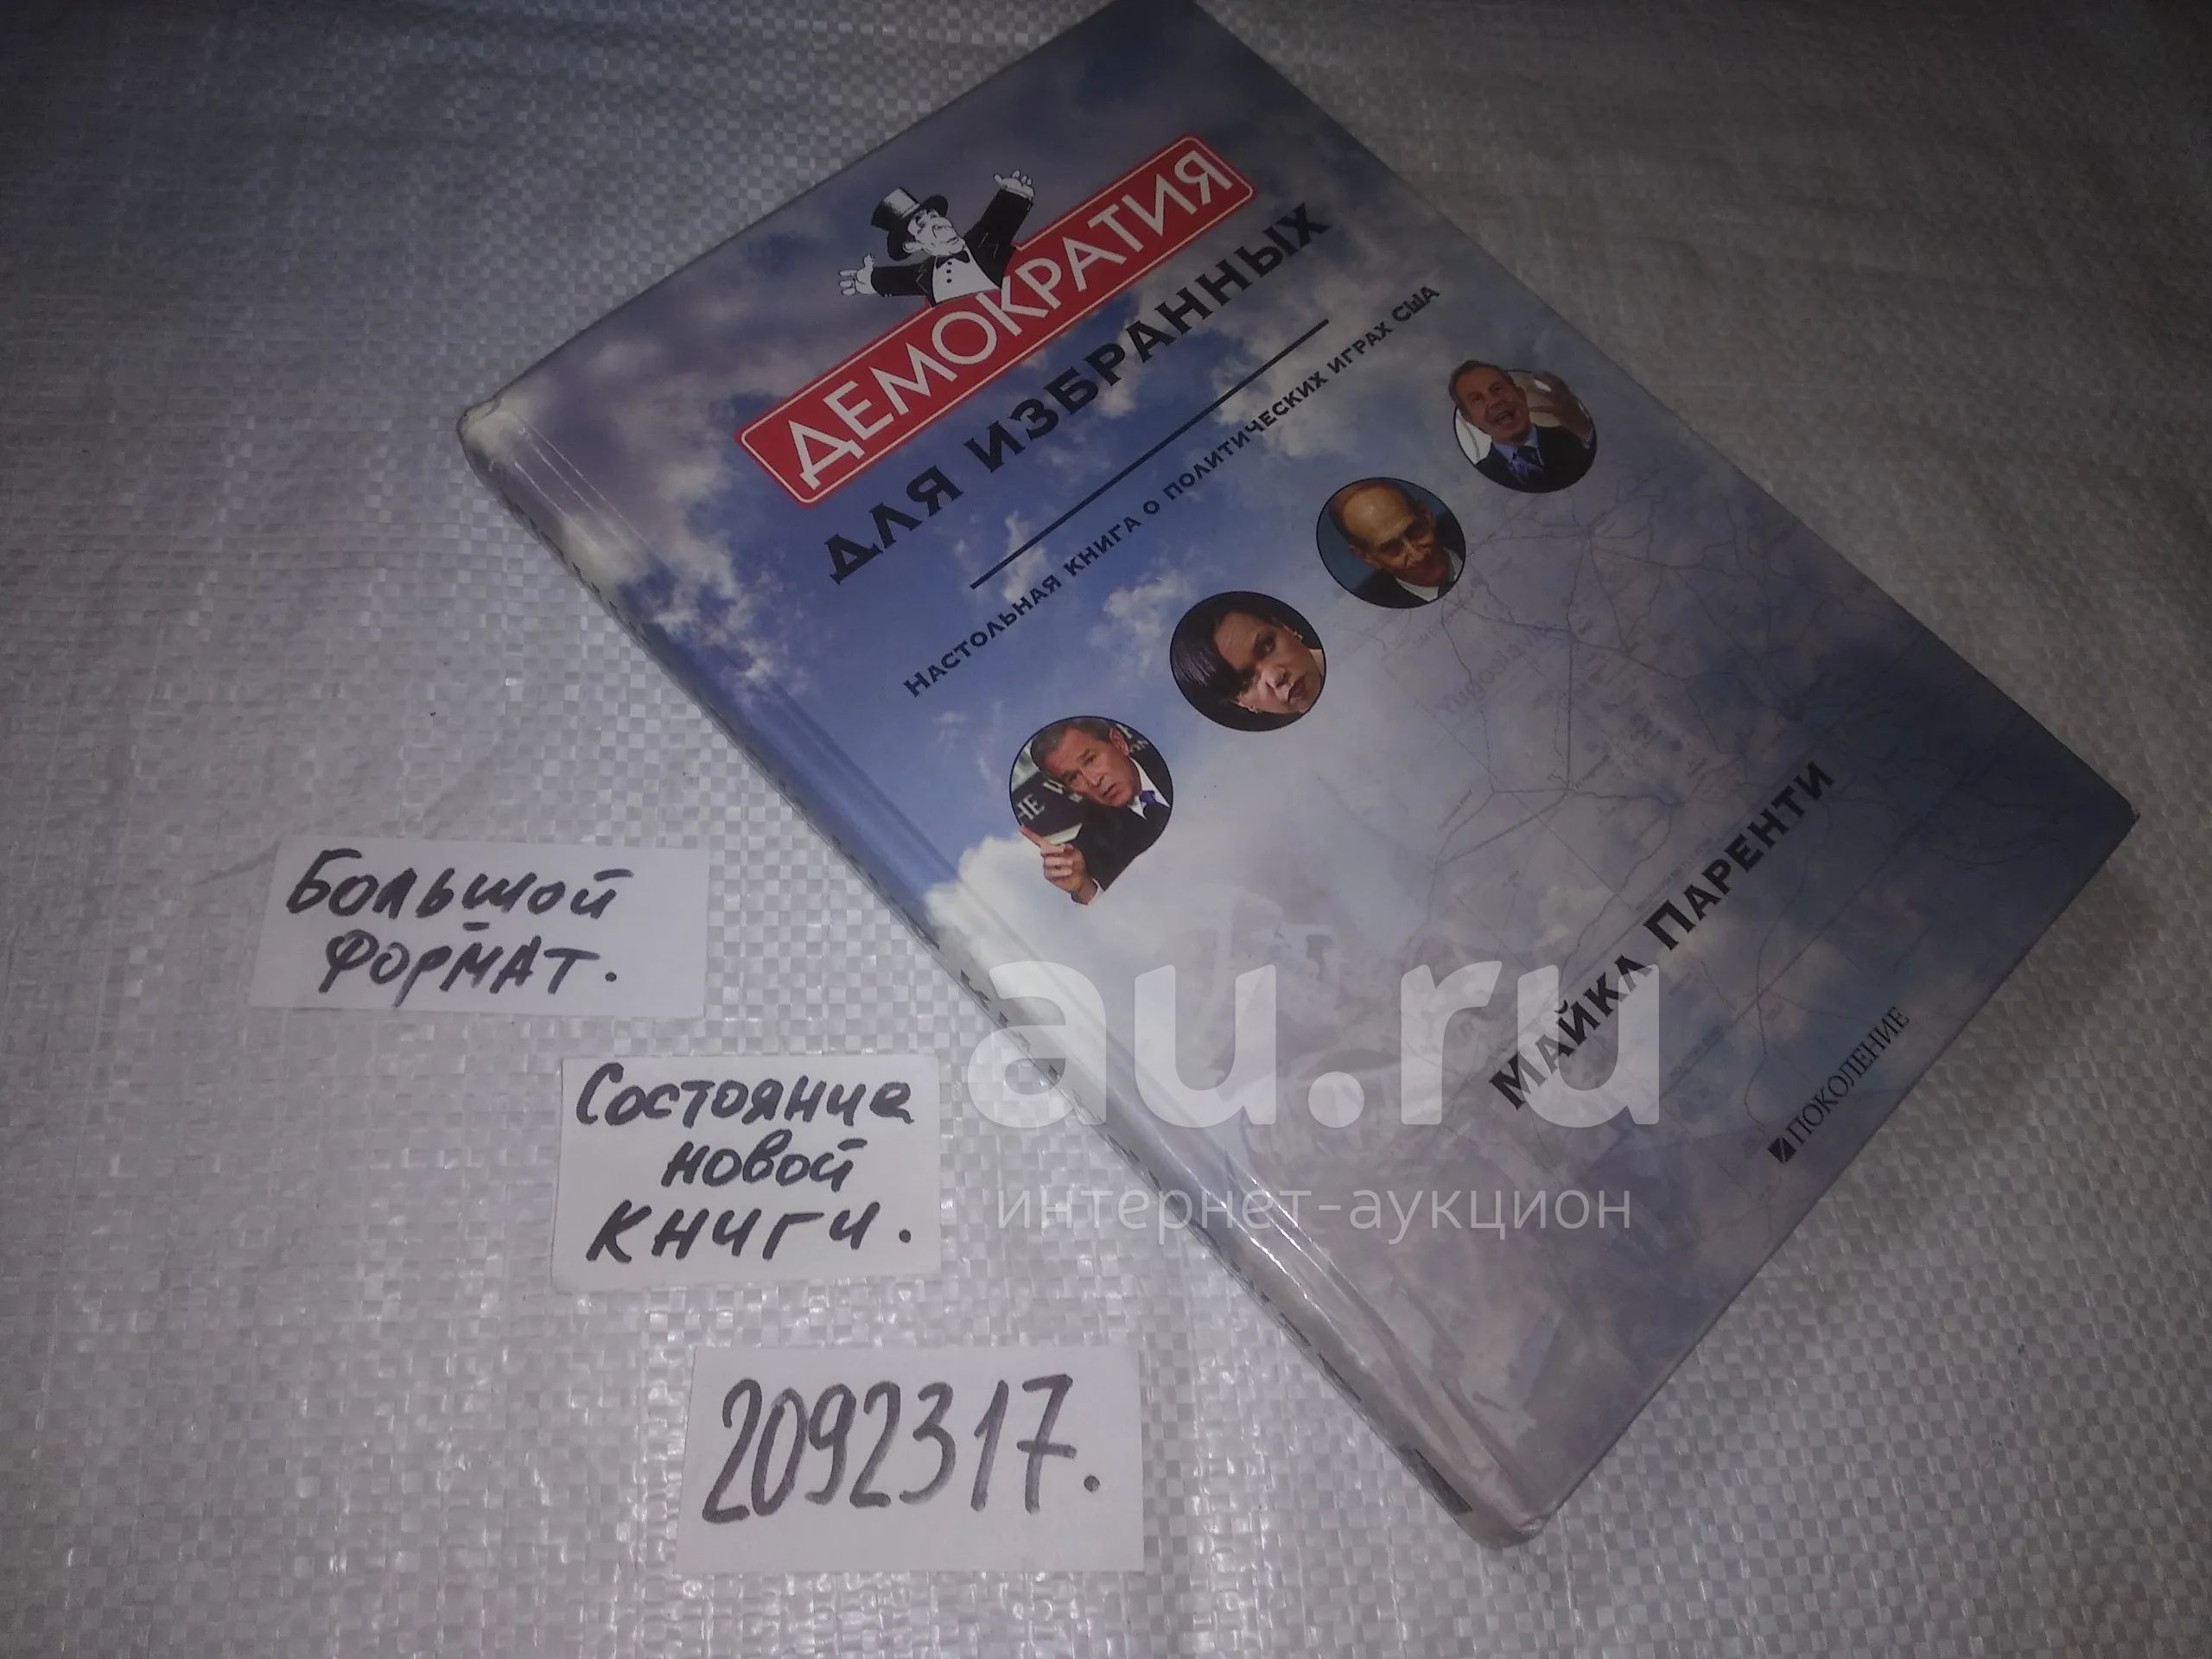 ДЕМОКРАТИЯ
ДЛЯ ИЗБРАННЫХ
НАСТОЛЬНАЯ КНИГА О ПОЛИТИЧЕСКИХ ИГРАХ США
МАЙКЛ ПАРЕНТИ
ПОКОЛЕНИЕ
Большой
ФОРМАТ.
Состояние
новой
книги.
2092317.
au.ru
интернет-аукцион